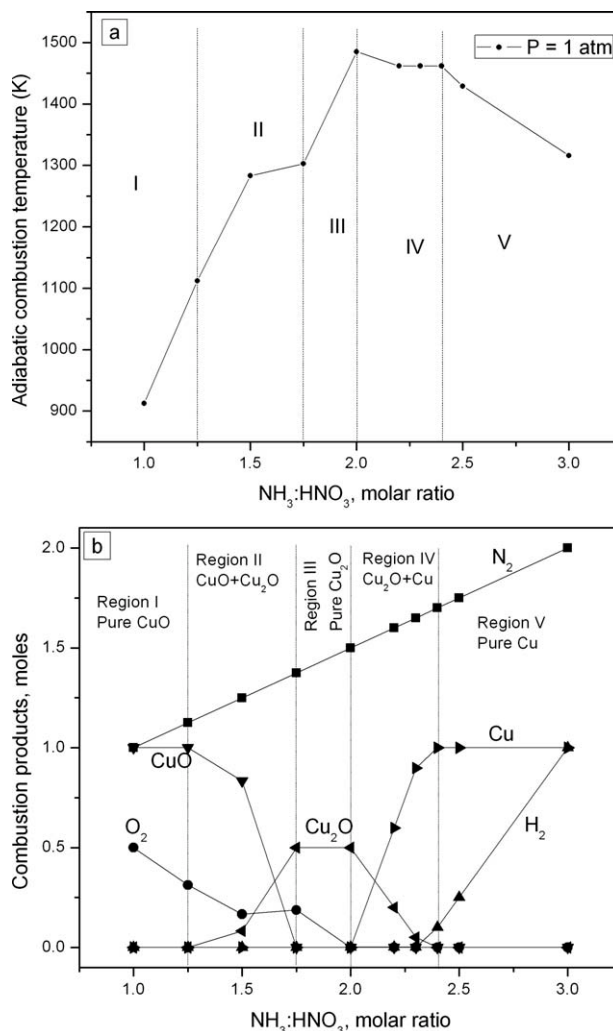 a
P = 1 atm
Adiabatic combustion temperature (K)
1500
1400
1300
1200
1100
1000
900
I
II
III
IV
V
1.0
1.5
2.0
2.5
3.0
NH₃:HNO₃, molar ratio
b
Combustion products, moles
2.0
1.5
1.0
0.5
0.0
Region I
Pure CuO
Region II
CuO+Cu₂O
Region III
Pure Cu₂O
Region IV
Cu₂O+Cu
Region V
Pure Cu
N₂
CuO
O₂
Cu₂O
Cu
H₂
1.0
1.5
2.0
2.5
3.0
NH₃:HNO₃, molar ratio